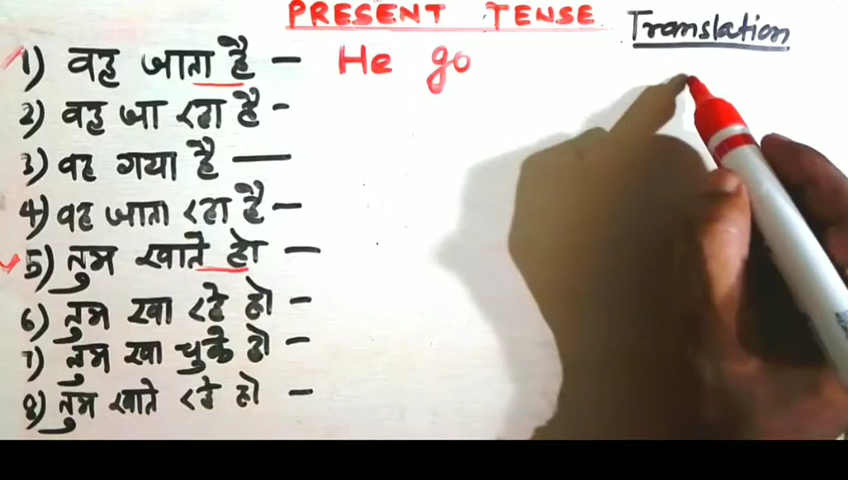 PRESENT TENSE Translation
1) वह जाता है — He go
2) वह जा रहा है -
3) वह गया है —
4) वह जाता रहा है —
5) तुम खाते हो —
6) तुम खा रहे हो —
7) तुम खा चुके हो —
8) तुम खाते रहे हो —